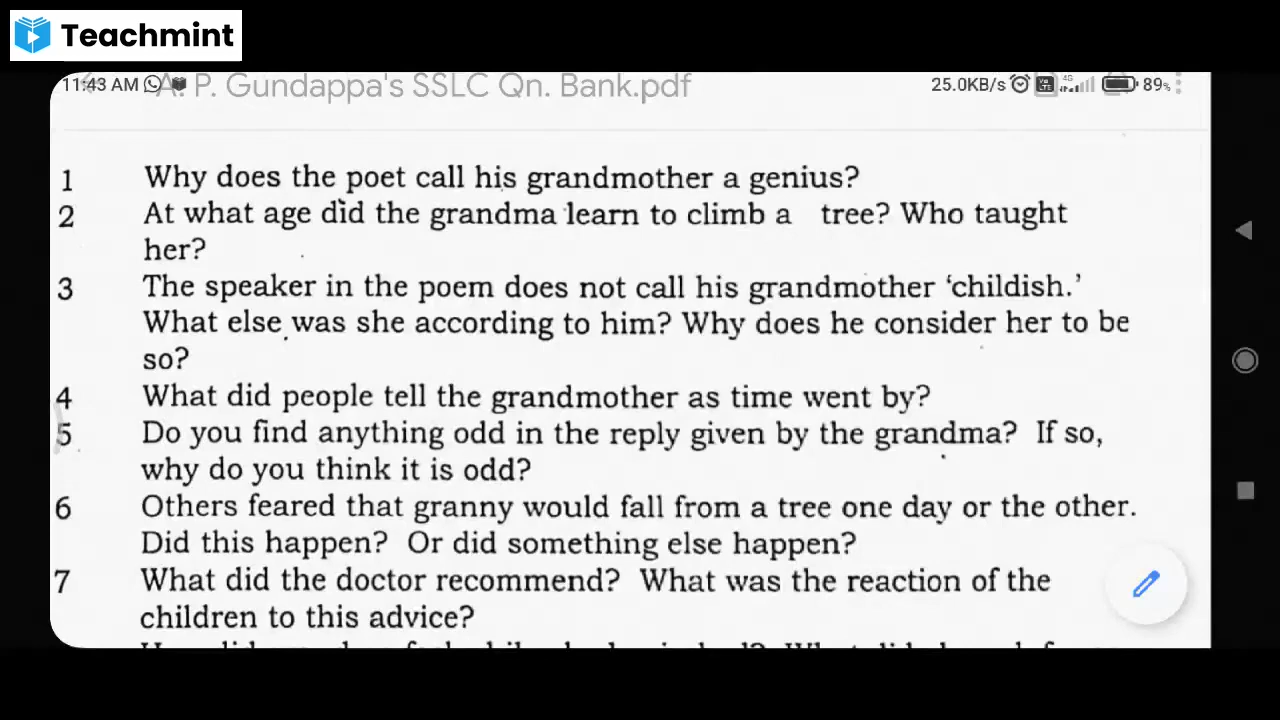 Teachmint
11:43 AM A. P. Gundappa's SSLC Qn. Bank.pdf 25.0KB/s 4G 89%
1 Why does the poet call his grandmother a genius?
2 At what age did the grandma learn to climb a tree? Who taught
her?
3 The speaker in the poem does not call his grandmother ‘childish.’
What else was she according to him? Why does he consider her to be
so?
4 What did people tell the grandmother as time went by?
5 Do you find anything odd in the reply given by the grandma? If so,
why do you think it is odd?
6 Others feared that granny would fall from a tree one day or the other.
Did this happen? Or did something else happen?
7 What did the doctor recommend? What was the reaction of the
children to this advice?